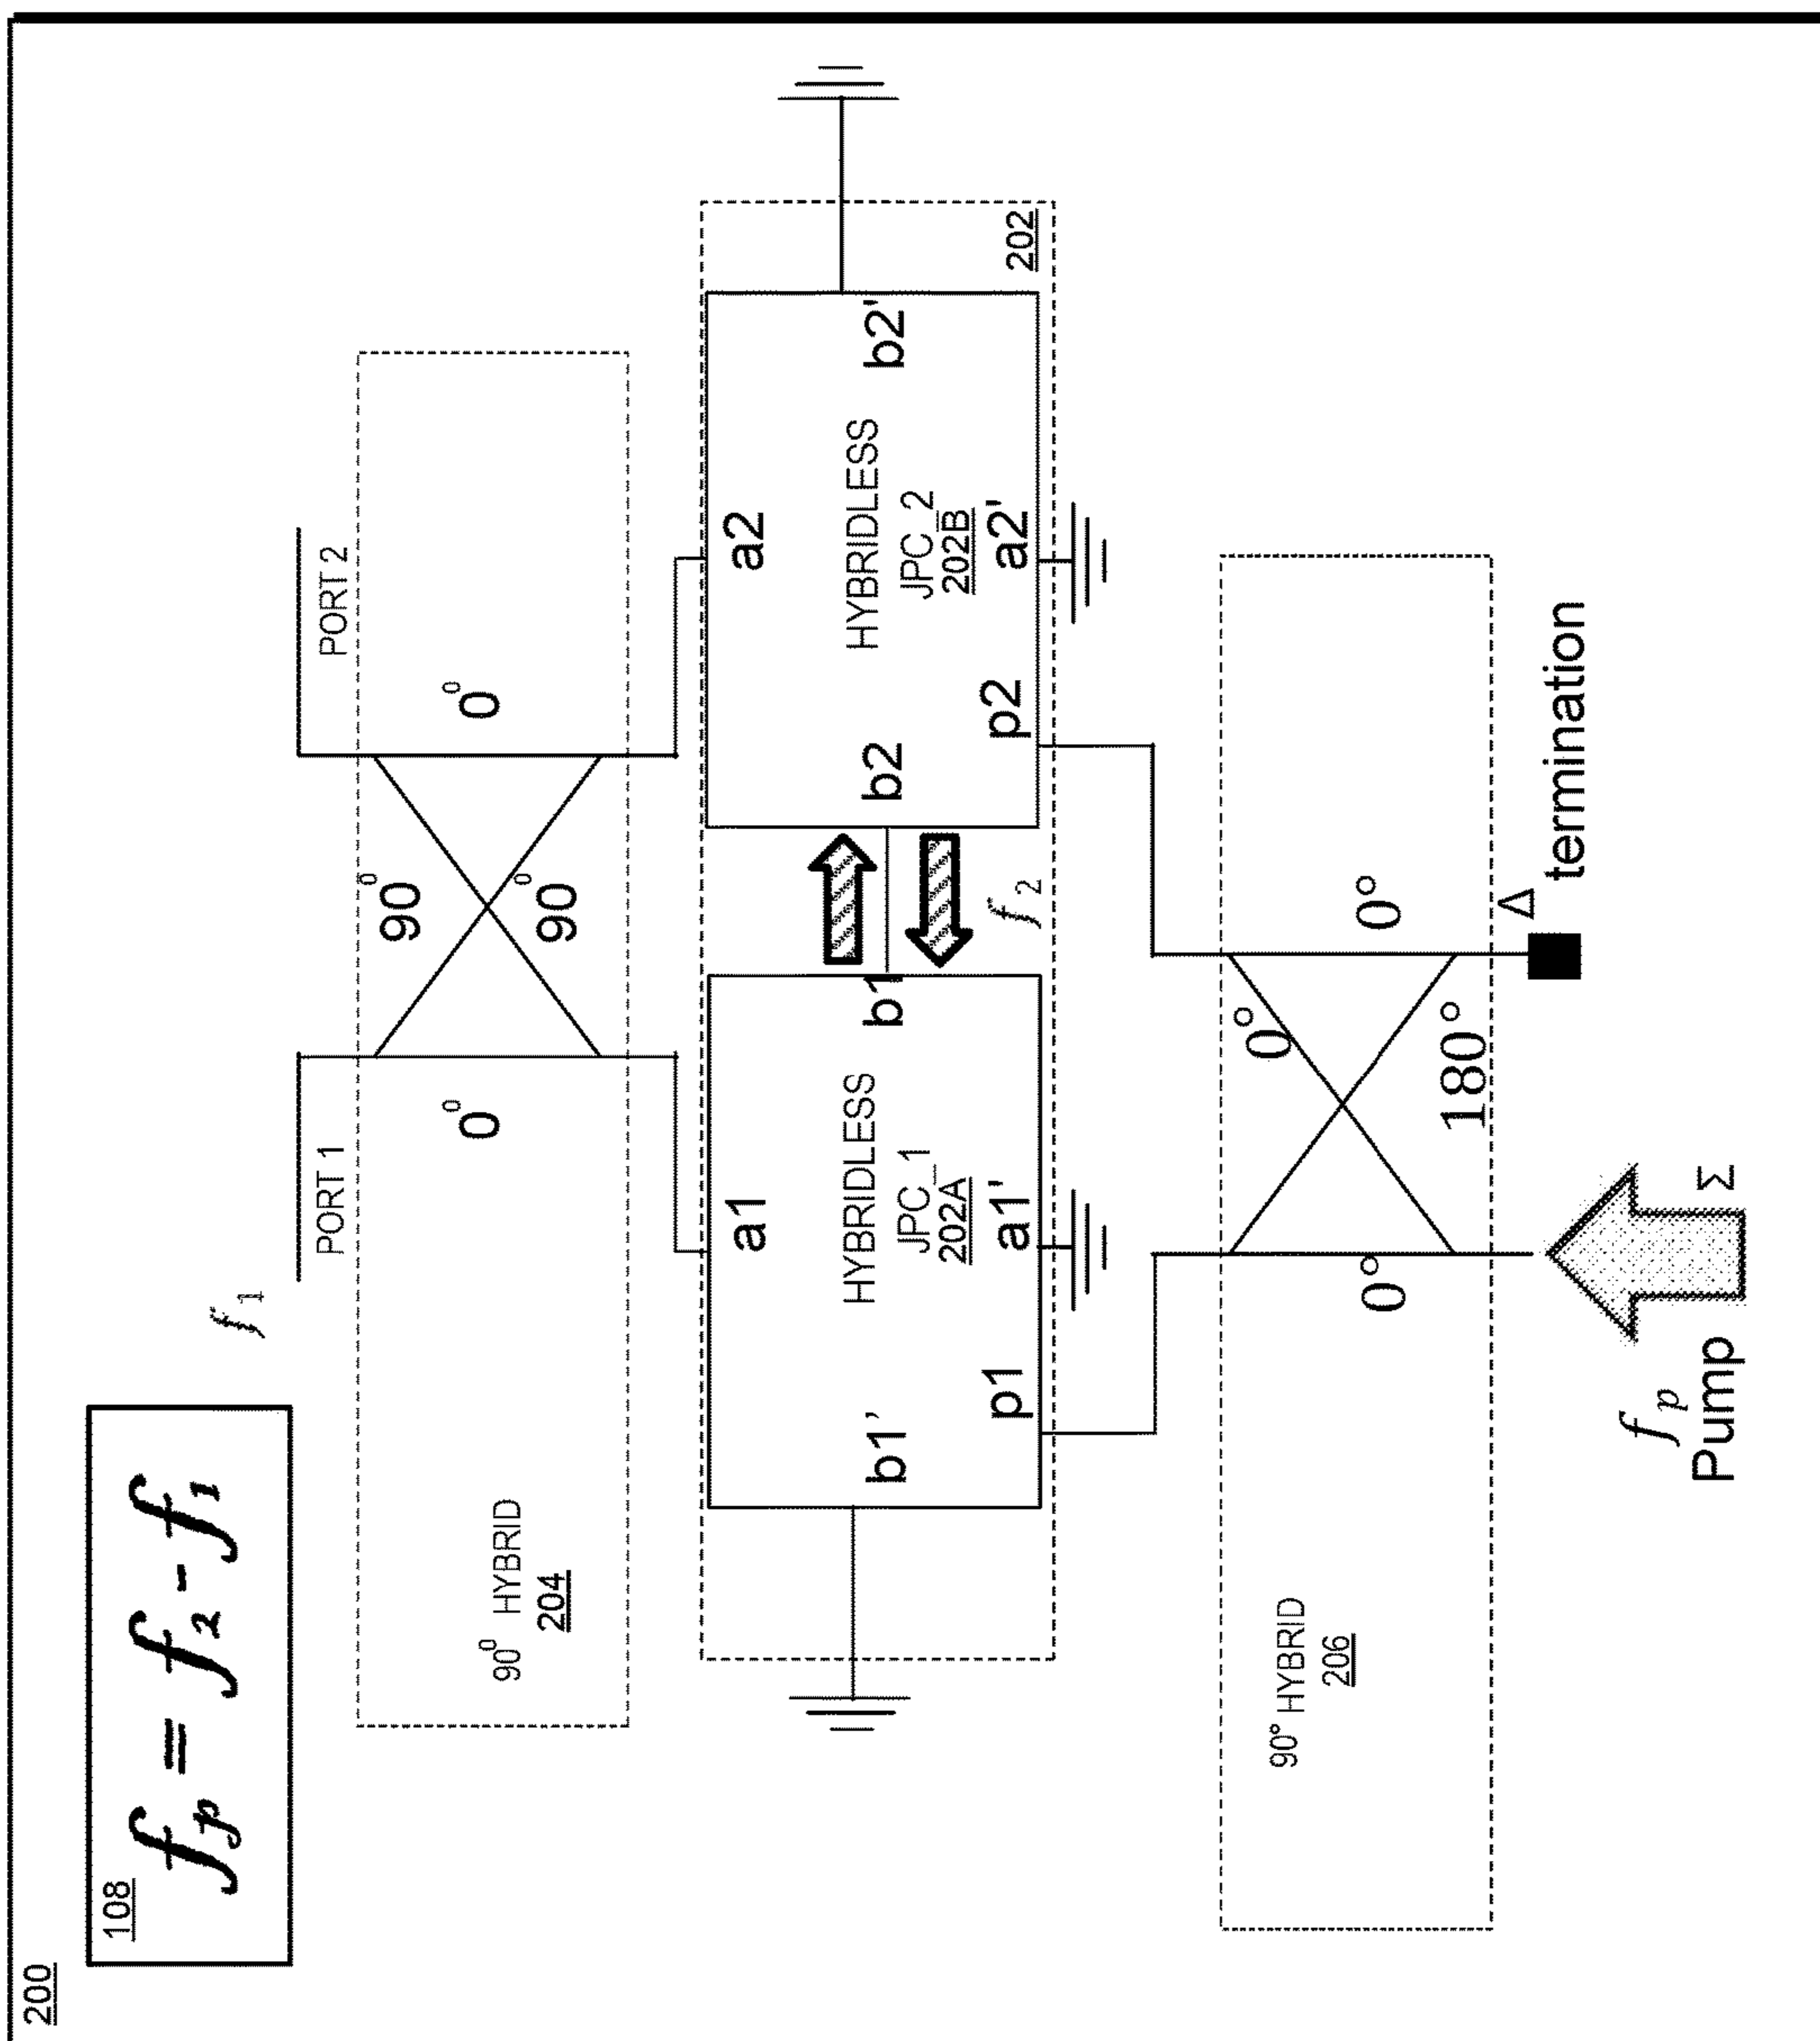 200
108
f_p = f_2 - f_1
f_1
PORT 1
PORT 2
90° HYBRID
204
0°
90°
90°
0°
a1
a2
b1'
HYBRIDLESS
JPC_1
202A
b1
b2
HYBRIDLESS
JPC_2
202B
b2'
p1
a1'
f_2
p2
a2'
202
90° HYBRID
206
0°
0°
180°
0°
f_p
Pump
Σ
Δ
termination